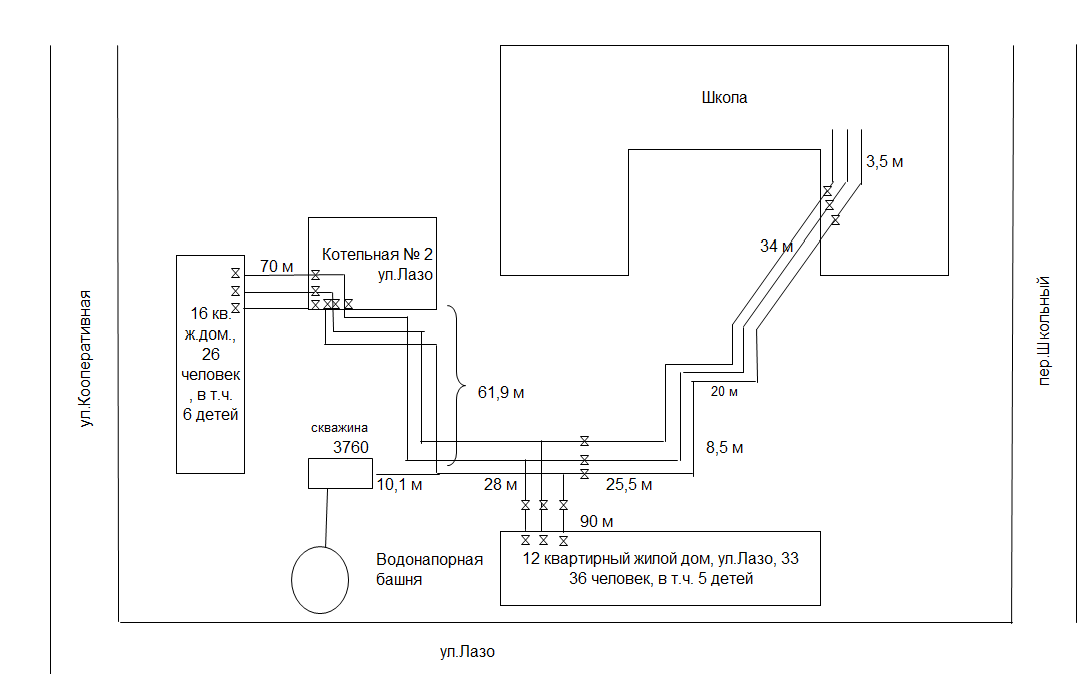 Школа
3,5 м
34 м
Котельная № 2
ул.Лазо
70 м
16 кв.
ж.дом.,
26
человек
, в т.ч.
6 детей
ул.Кооперативная
пер.Школьный
61,9 м
20 м
скважина
3760
8,5 м
10,1 м
28 м
25,5 м
90 м
Водонапорная
башня
12 квартирный жилой дом, ул.Лазо, 33
36 человек, в т.ч. 5 детей
ул.Лазо